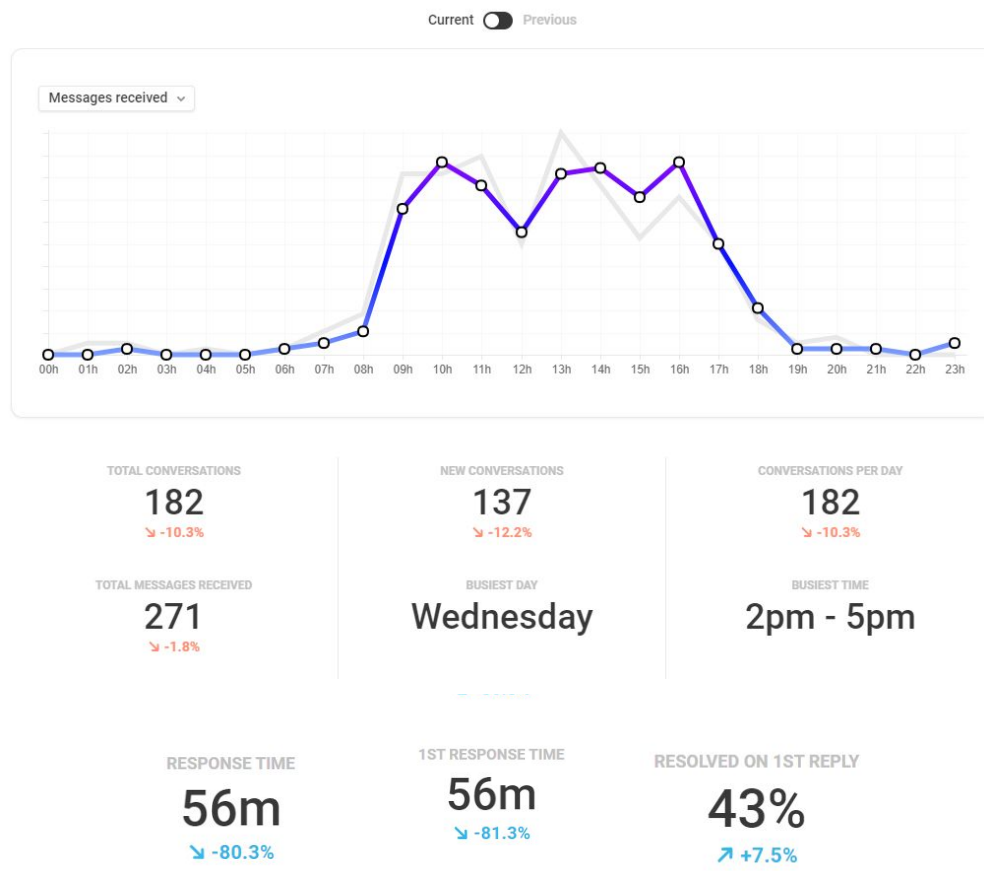 Current Previous
Messages received
00h 01h 02h 03h 04h 05h 06h 07h 08h 09h 10h 11h 12h 13h 14h 15h 16h 17h 18h 19h 20h 21h 22h 23h
TOTAL CONVERSATIONS NEW CONVERSATIONS CONVERSATIONS PER DAY
182 137 182
↘ -10.3% ↘ -12.2% ↘ -10.3%
TOTAL MESSAGES RECEIVED BUSIEST DAY BUSIEST TIME
271 Wednesday 2pm - 5pm
↘ -1.8%
RESPONSE TIME 1ST RESPONSE TIME RESOLVED ON 1ST REPLY
56m 56m 43%
↘ -80.3% ↘ -81.3% ↗ +7.5%